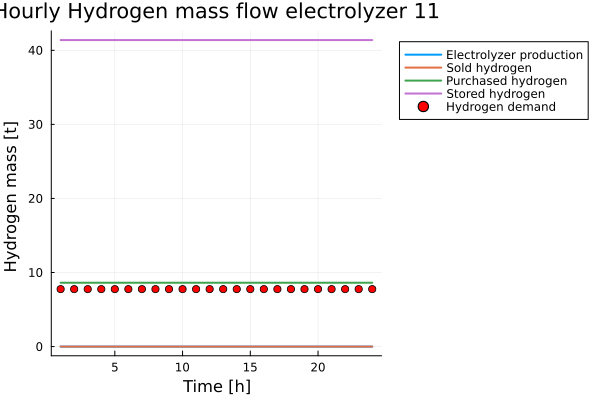 Hourly Hydrogen mass flow electrolyzer 11
Electrolyzer production
Sold hydrogen
Purchased hydrogen
Stored hydrogen
Hydrogen demand
Hydrogen mass [t]
40
30
20
10
0
5 10 15 20
Time [h]